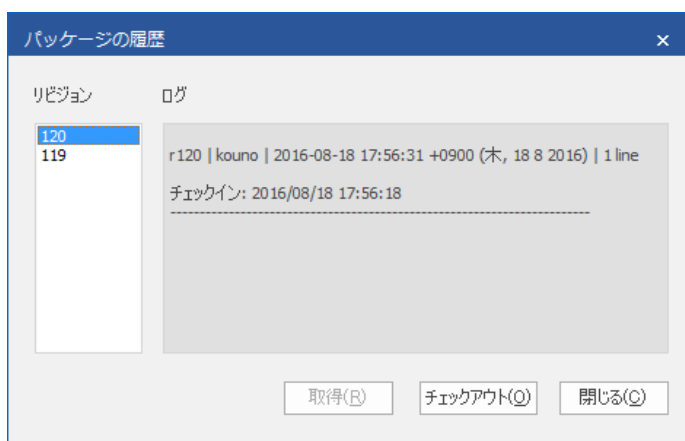 パッケージの履歴
リビジョン
ログ
120
119
r120 | kouno | 2016-08-18 17:56:31 +0900 (木, 18 8 2016) | 1 line
チェックイン: 2016/08/18 17:56:18
------------------------------------------------------------------------
取得(R)
チェックアウト(O)
閉じる(C)